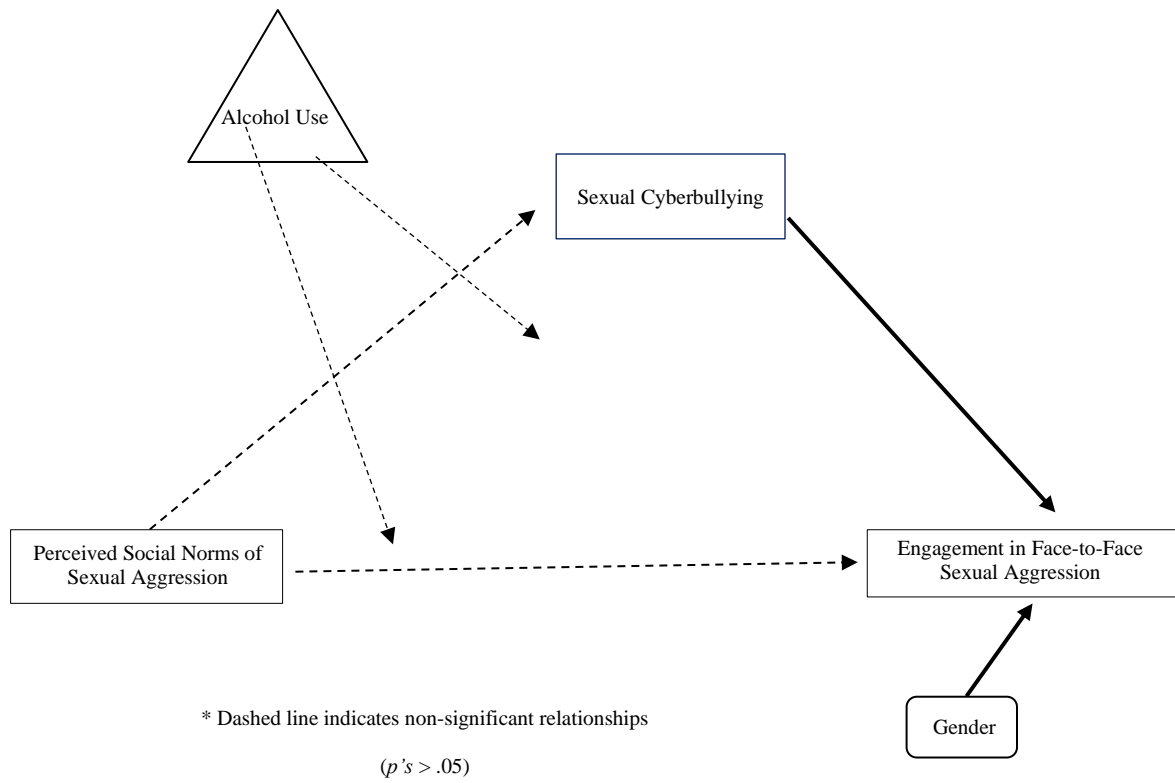 Alcohol Use
Sexual Cyberbullying
Perceived Social Norms of
Sexual Aggression
Engagement in Face-to-Face
Sexual Aggression
Gender
* Dashed line indicates non-significant relationships
(p’s > .05)